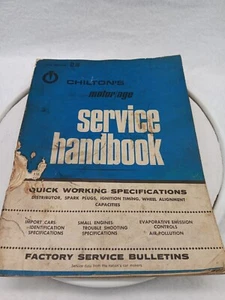 CHILTON'S
motor/age
service
handbook
QUICK WORKING SPECIFICATIONS
DISTRIBUTOR, SPARK PLUGS, IGNITION TIMING, WHEEL ALIGNMENT
CAPACITIES
IMPORT CARS
IDENTIFICATION
SPECIFICATIONS
SMALL ENGINES
TROUBLE SHOOTING
SPECIFICATIONS
EVAPORATIVE EMISSION
CONTROLS
AIR POLLUTION
FACTORY SERVICE BULLETINS